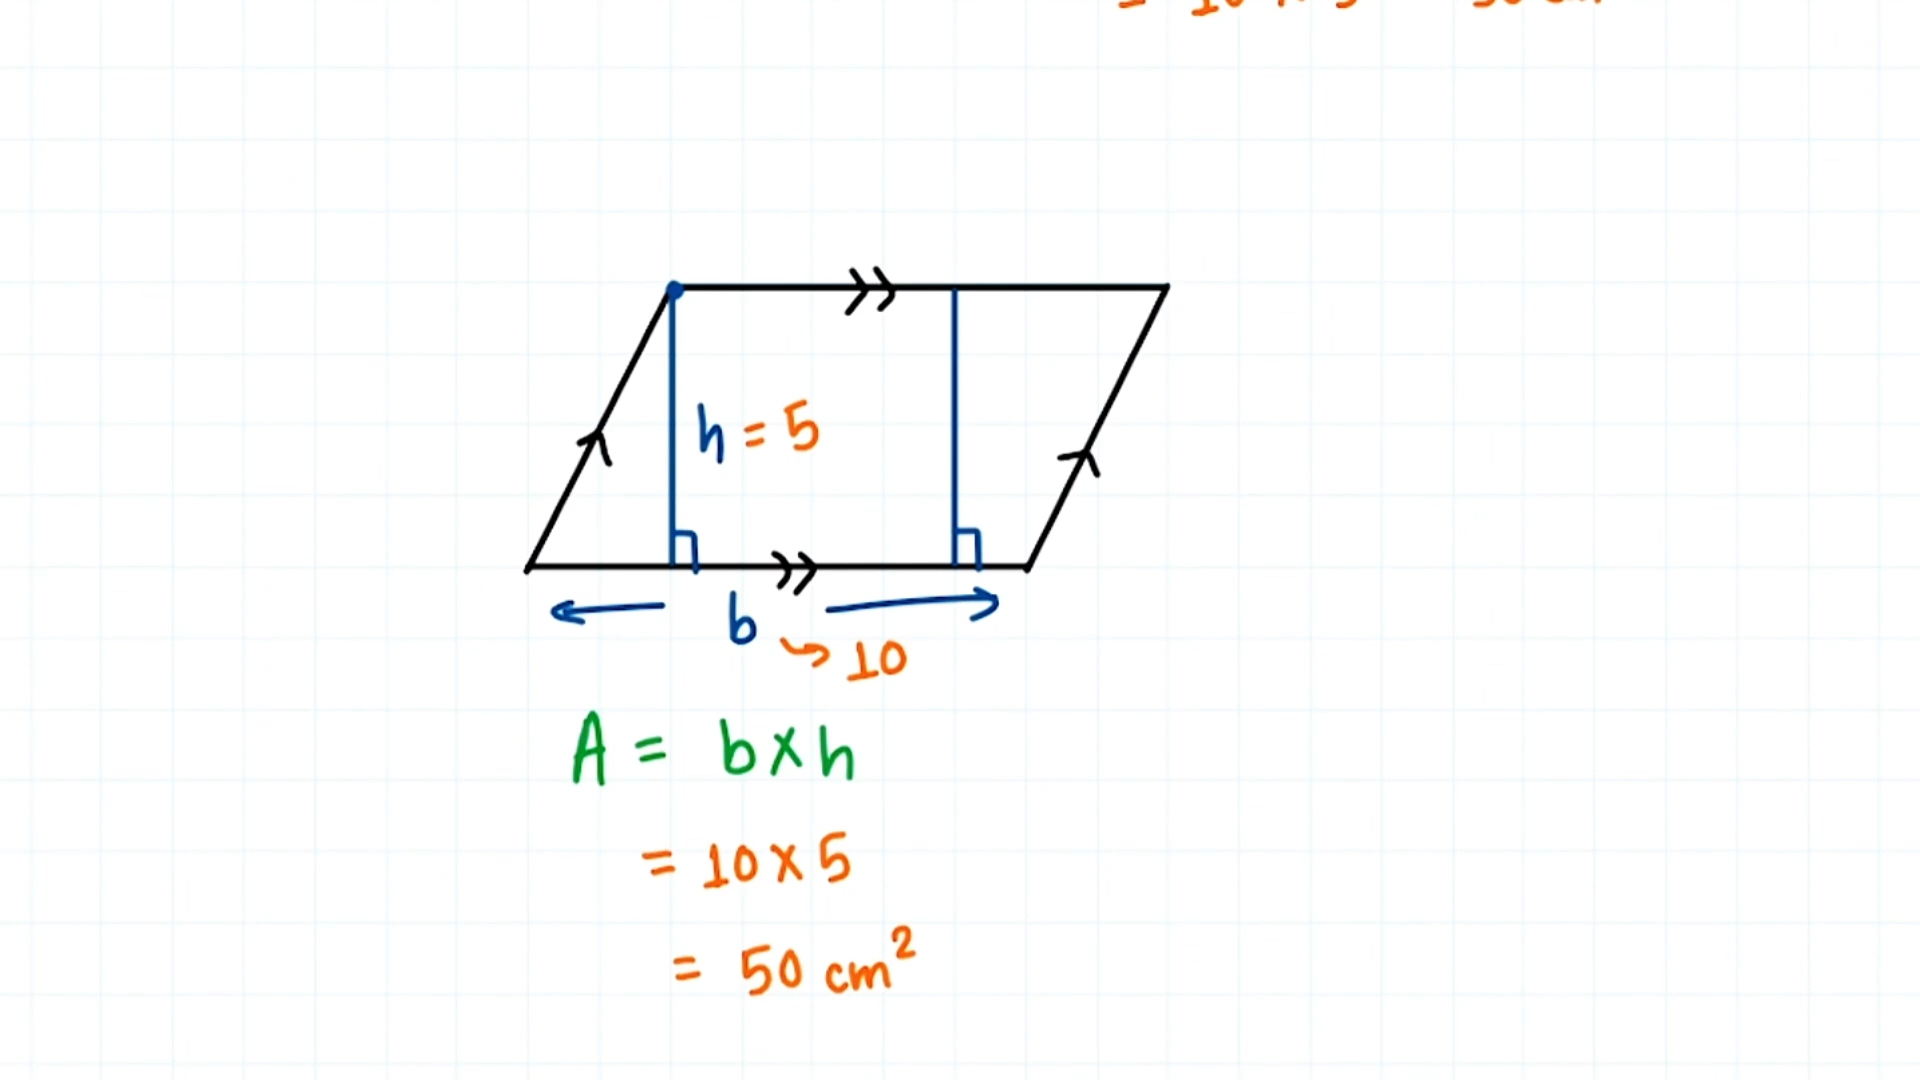 h = 5
b
10
A = b x h
= 10 x 5
= 50 cm²